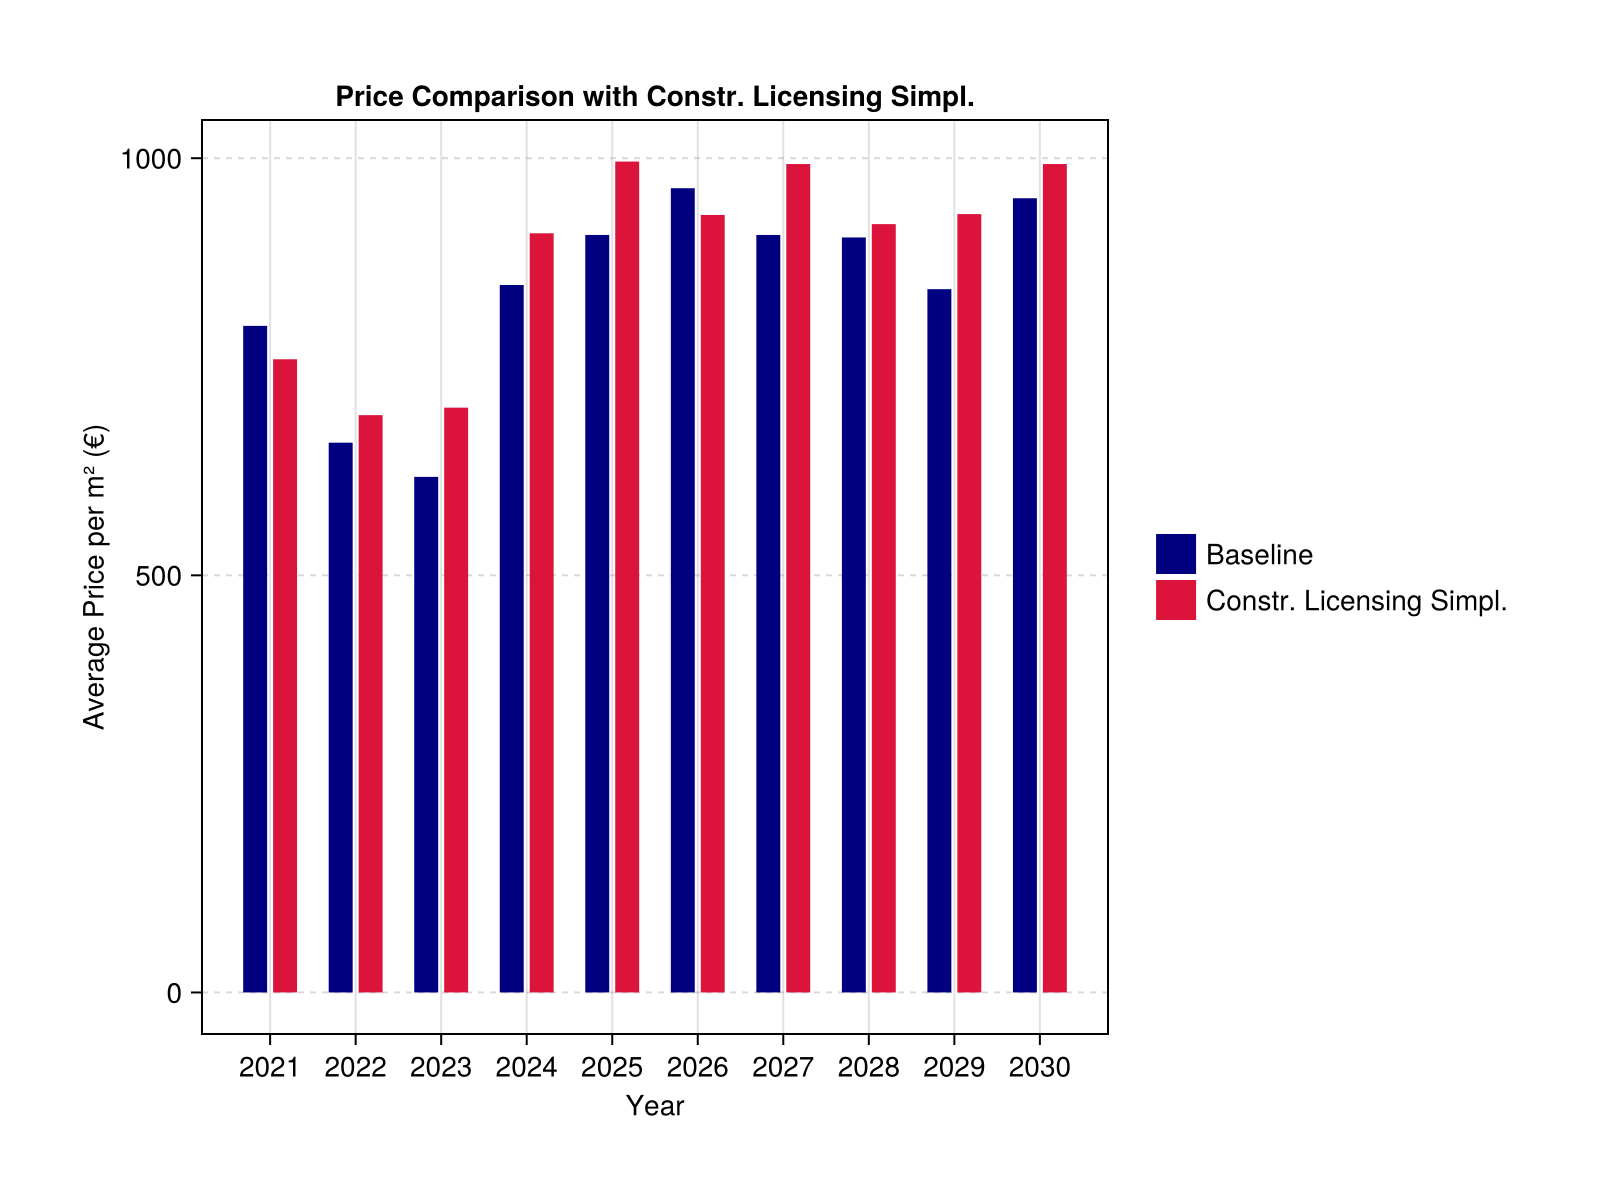 Price Comparison with Constr. Licensing Simpl.
1000
500
0
Average Price per m² (€)
2021 2022 2023 2024 2025 2026 2027 2028 2029 2030
Year
Baseline
Constr. Licensing Simpl.